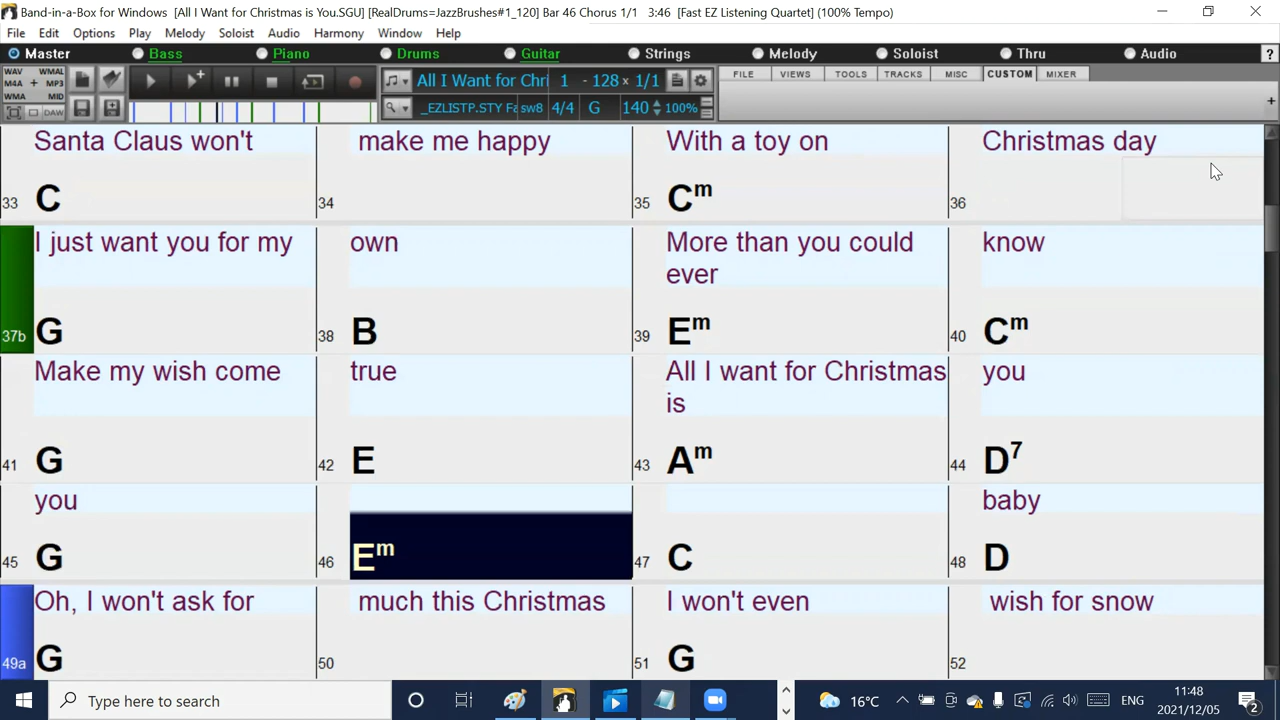 Band-in-a-Box for Windows [All I Want for Christmas is You.SGU] [RealDrums=JazzBrushes#1_120] Bar 46 Chorus 1/1 3:46 [Fast EZ Listening Quartet] (100% Tempo)
File Edit Options Play Melody Soloist Audio Harmony Window Help
Master Bass Piano Drums Guitar Strings Melody Soloist Thru Audio ?
WAV WMAL
M4A + MP3
WMA MID
DAW
All I Want for Chri 1 - 128 x 1/1
_EZLISTP.STY Fa sw8 4/4 G 140 100%
FILE VIEWS TOOLS TRACKS MISC CUSTOM MIXER
+
Santa Claus won't make me happy With a toy on Christmas day
33 C 34 35 Cm 36
I just want you for my own More than you could know
ever
37b G 38 B 39 Em 40 Cm
Make my wish come true All I want for Christmas you
is
41 G 42 E 43 Am 44 D7
you baby
45 G 46 Em 47 C 48 D
Oh, I won't ask for much this Christmas I won't even wish for snow
49a G 50 51 G 52
Type here to search 16°C ENG 11:48
2021/12/05 2